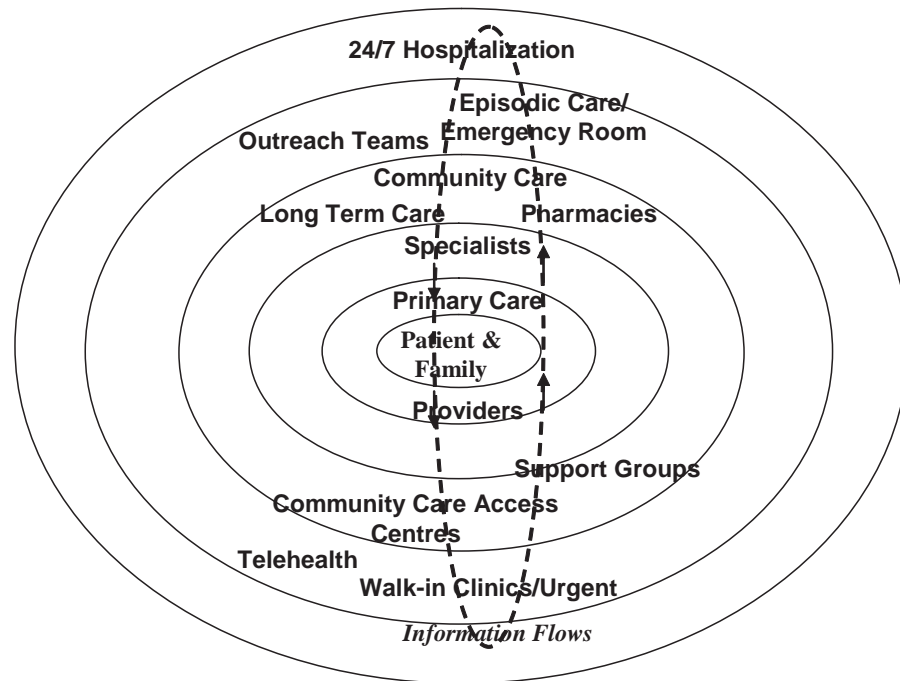 24/7 Hospitalization
Episodic Care/
Emergency Room
Outreach Teams
Community Care
Long Term Care
Pharmacies
Specialists
Primary Care
Patient &
Family
Providers
Support Groups
Community Care Access
Centres
Telehealth
Walk-in Clinics/Urgent
Information Flows